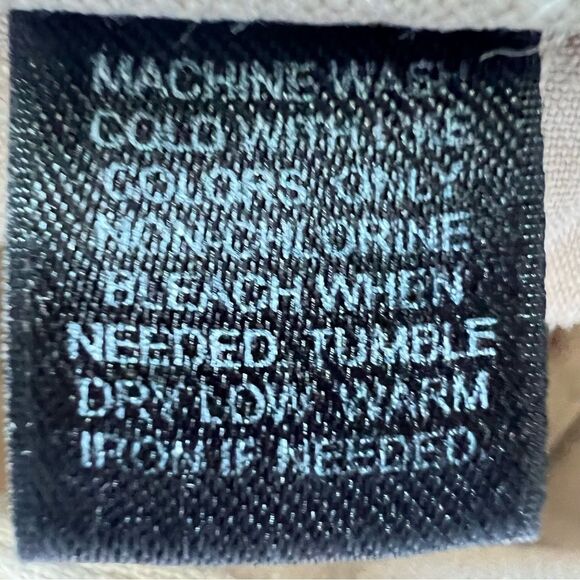 MACHINE WASH
COLD WITH LIKE
COLORS. ONLY
NON-CHLORINE
BLEACH WHEN
NEEDED. TUMBLE
DRY LOW. WARM
IRON IF NEEDED.